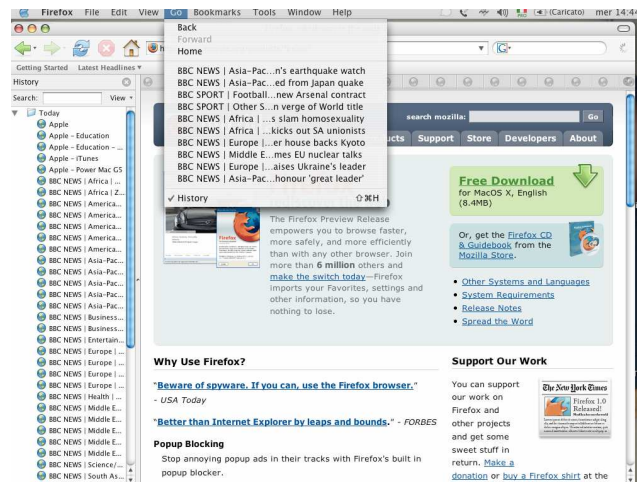 Firefox File Edit View Go Bookmarks Tools Window Help (Caricato) mer 14:44
Back
Forward
Home
BBC NEWS | Asia-Pac...n's earthquake watch
BBC NEWS | Asia-Pac...ed from Japan quake
BBC SPORT | Football...new Arsenal contract
BBC SPORT | Other S...n verge of World title
BBC NEWS | Africa | ...s slam homosexuality
BBC NEWS | Africa | ...kicks out SA unionists
BBC NEWS | Europe |...er house backs Kyoto
BBC NEWS | Middle E...mes EU nuclear talks
BBC NEWS | Europe |...aises Ukraine's leader
BBC NEWS | Asia-Pac...honour 'great leader'
✓ History ⇧⌘H
Getting Started Latest Headlines
History
Search: View
Today
Apple
Apple - Education
Apple - Education - ...
Apple - iTunes
Apple - Power Mac G5
BBC NEWS | Africa | ...
BBC NEWS | Africa | Z...
BBC NEWS | America...
BBC NEWS | America...
BBC NEWS | America...
BBC NEWS | America...
BBC NEWS | Asia-Pac...
BBC NEWS | Asia-Pac...
BBC NEWS | Asia-Pac...
BBC NEWS | Asia-Pac...
BBC NEWS | Asia-Pac...
BBC NEWS | Business...
BBC NEWS | Business...
BBC NEWS | Entertain...
BBC NEWS | Europe | ...
BBC NEWS | Europe | ...
BBC NEWS | Europe | ...
BBC NEWS | Europe | ...
BBC NEWS | Health | ...
BBC NEWS | Middle E...
BBC NEWS | Middle E...
BBC NEWS | Middle E...
BBC NEWS | Middle E...
BBC NEWS | Middle E...
BBC NEWS | Science/...
BBC NEWS | South As...
search mozilla: Go
ucts Support Store Developers About
The Firefox Preview Release
empowers you to browse faster,
more safely, and more efficiently
than with any other browser. Join
more than 6 million others and
make the switch today—Firefox
imports your Favorites, settings and
other information, so you have
nothing to lose.
Free Download
for MacOS X, English
(8.4MB)
Or, get the Firefox CD
& Guidebook from the
Mozilla Store.
• Other Systems and Languages
• System Requirements
• Release Notes
• Spread the Word
Why Use Firefox?
"Beware of spyware. If you can, use the Firefox browser."
- USA Today
"Better than Internet Explorer by leaps and bounds." - FORBES
Popup Blocking
Stop annoying popup ads in their tracks with Firefox's built in
popup blocker.
Support Our Work
You can support
our work on
Firefox and
other projects
and get some
sweet stuff in
return. Make a
donation or buy a Firefox shirt at the
The New York Times
Firefox 1.0
Released!